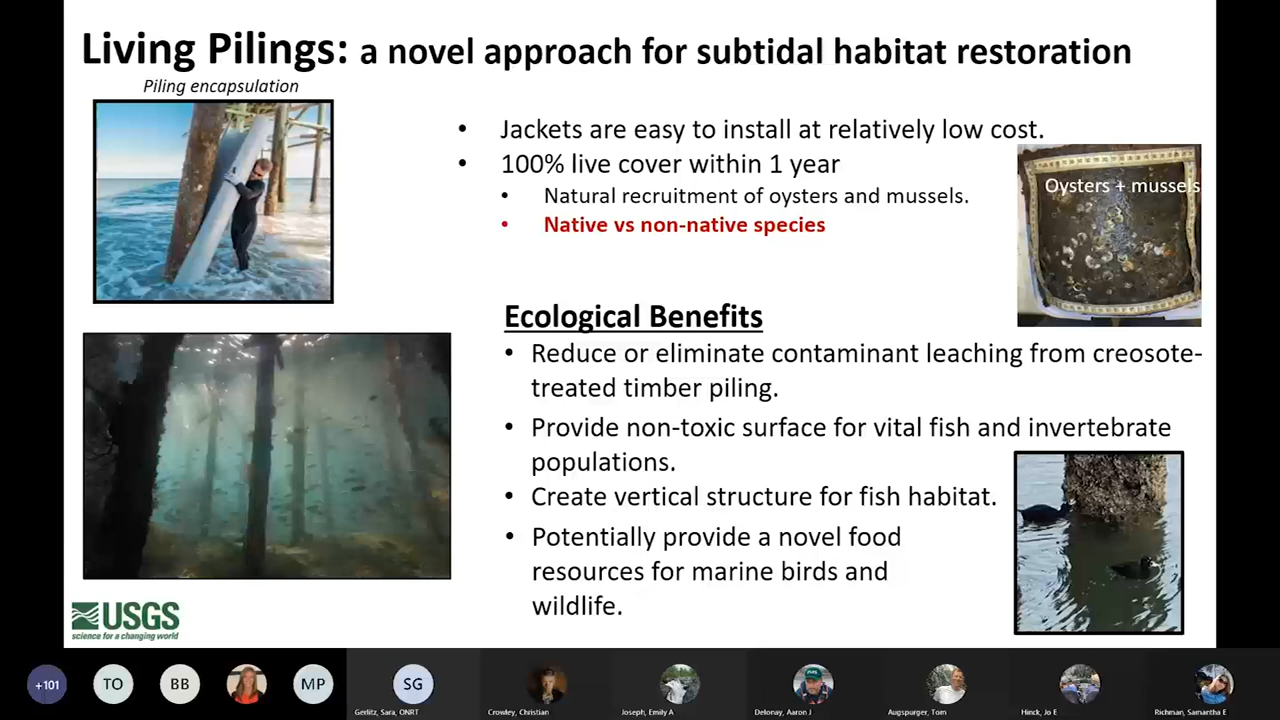 Living Pilings: a novel approach for subtidal habitat restoration
Piling encapsulation
• Jackets are easy to install at relatively low cost.
• 100% live cover within 1 year
• Natural recruitment of oysters and mussels.
• Native vs non-native species
Oysters + mussels
Ecological Benefits
• Reduce or eliminate contaminant leaching from creosote-
treated timber piling.
• Provide non-toxic surface for vital fish and invertebrate
populations.
• Create vertical structure for fish habitat.
• Potentially provide a novel food
resources for marine birds and
wildlife.
USGS
science for a changing world
+101
TO
BB
MP
SG
Gerlitz, Sara, ONRT
Crowley, Christian
Joseph, Emily A
Delonay, Aaron J
Augspurger, Tom
Hinck, Jo E
Richman, Samantha E